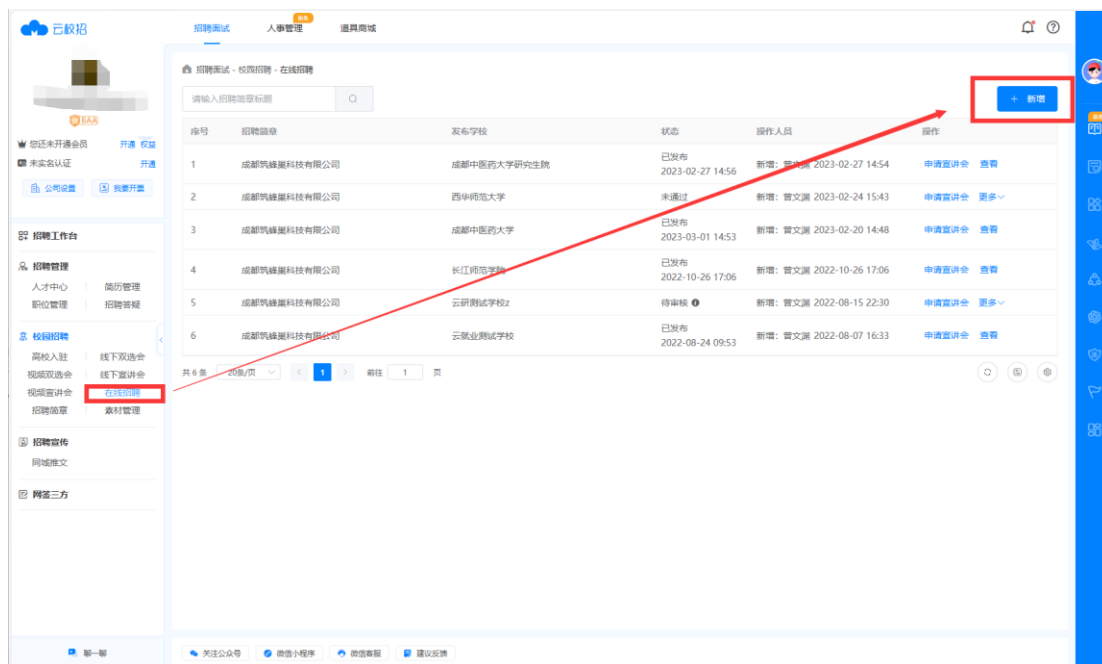 云校招
招聘面试 人事管理 道具商城
招聘面试 - 校园招聘 - 在线招聘
请输入招聘简章标题
+ 新增
序号 招聘简章 发布学校 状态 操作人员 操作
1 成都筑蜂巢科技有限公司 成都中医药大学研究生院 已发布 2023-02-27 14:56 新增：曾文渊 2023-02-27 14:54 申请宣讲会 查看
2 成都筑蜂巢科技有限公司 西华师范大学 未通过 新增：曾文渊 2023-02-24 15:43 申请宣讲会 更多
3 成都筑蜂巢科技有限公司 成都中医药大学 已发布 2023-03-01 14:53 新增：曾文渊 2023-02-20 14:48 申请宣讲会 查看
4 成都筑蜂巢科技有限公司 长江师范学院 已发布 2022-10-26 17:06 新增：曾文渊 2022-10-26 17:06 申请宣讲会 查看
5 成都筑蜂巢科技有限公司 云研测试学校2 待审核 新增：曾文渊 2022-08-15 22:30 申请宣讲会 更多
6 成都筑蜂巢科技有限公司 云就业测试学校 已发布 2022-08-24 09:53 新增：曾文渊 2022-08-07 16:33 申请宣讲会 查看
共 6 条 20条/页 1 前往 1 页
您还未开通会员 开通 权益
未实名认证 开通
公司设置 我要开票
招聘工作台
招聘管理
人才中心 简历管理
职位管理 招聘答疑
校园招聘
高校入驻 线下双选会
视频双选会 线下宣讲会
视频宣讲会 在线招聘
招聘简章 素材管理
招聘宣传
同城推文
网签三方
聊一聊
关注公众号 微信小程序 微信客服 建议反馈